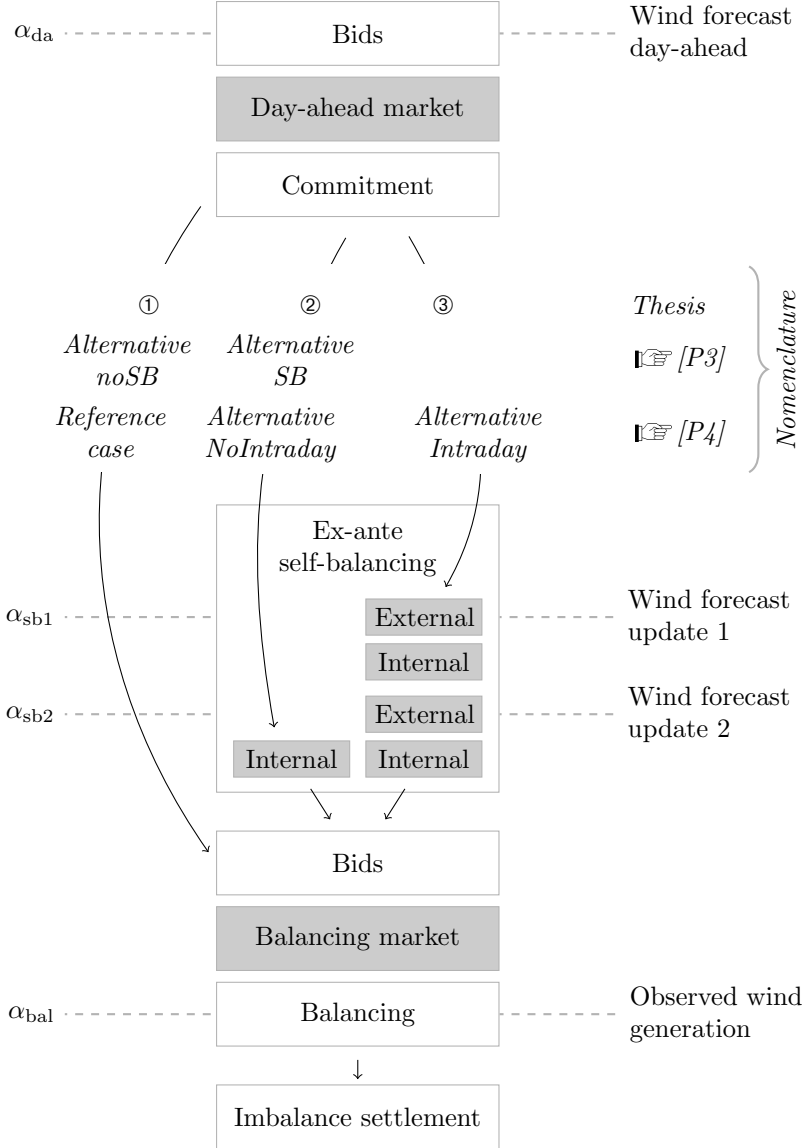 α_da
Bids
Wind forecast
day-ahead
Day-ahead market
Commitment
① ② ③ Thesis
Alternative
noSB
Alternative
SB
☞ [P3]
Reference
case
Alternative
NoIntraday
Alternative
Intraday
☞ [P4]
Nomenclature
Ex-ante
self-balancing
α_sb1
External
Wind forecast
update 1
Internal
α_sb2
External
Wind forecast
update 2
Internal Internal
Bids
Balancing market
α_bal
Balancing
Observed wind
generation
Imbalance settlement